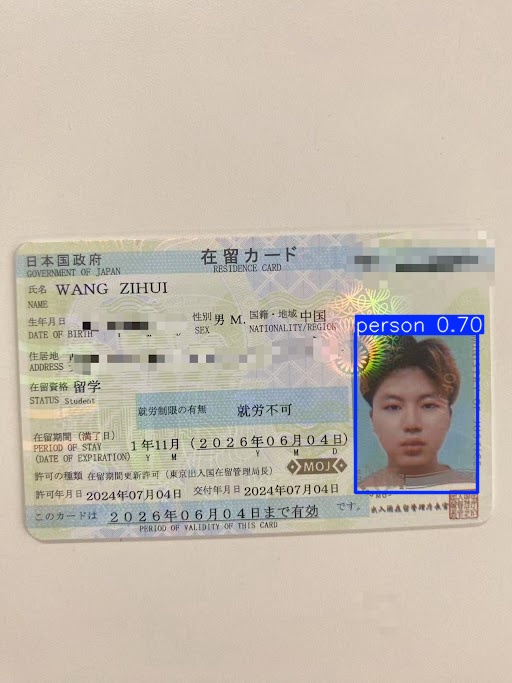 日本国政府 在留カード
GOVERNMENT OF JAPAN RESIDENCE CARD
氏名 WANG ZIHUI
NAME
生年月日 性別 男 M. 国籍・地域 中国
DATE OF BIRTH Y M SEX NATIONALITY/REGION
住居地
ADDRESS
在留資格 留学
STATUS Student
就労制限の有無 就労不可
在留期間(満了日) 1年11月(2026年06月04日)
PERIOD OF STAY
(DATE OF EXPIRATION) Y M Y M D
MOJ
許可の種類 在留期間更新許可(東京出入国在留管理局長)
許可年月日 2024年07月04日 交付年月日 2024年07月04日
このカードは 2026年06月04日まで有効 です。
PERIOD OF VALIDITY OF THIS CARD
person 0.70
出入国在留管理庁長官